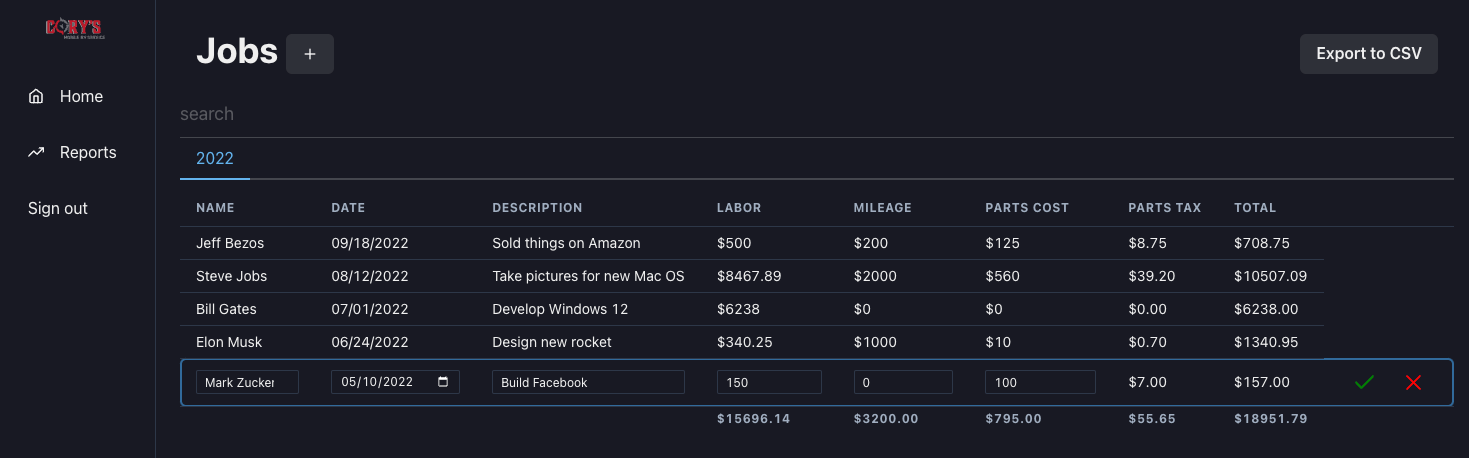 CORY'S
Jobs +
Export to CSV
Home
search
Reports
2022
Sign out
NAME DATE DESCRIPTION LABOR MILEAGE PARTS COST PARTS TAX TOTAL
Jeff Bezos 09/18/2022 Sold things on Amazon $500 $200 $125 $8.75 $708.75
Steve Jobs 08/12/2022 Take pictures for new Mac OS $8467.89 $2000 $560 $39.20 $10507.09
Bill Gates 07/01/2022 Develop Windows 12 $6238 $0 $0 $0.00 $6238.00
Elon Musk 06/24/2022 Design new rocket $340.25 $1000 $10 $0.70 $1340.95
Mark Zucker 05/10/2022 Build Facebook 150 0 100 $7.00 $157.00
$15696.14 $3200.00 $795.00 $55.65 $18951.79